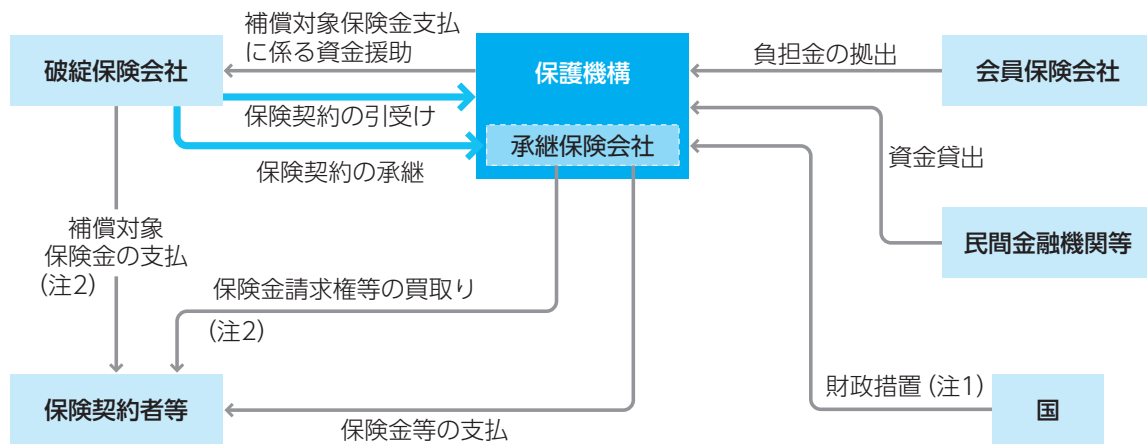 補償対象保険金支払
に係る資金援助
破綻保険会社
保護機構
負担金の拠出
会員保険会社
保険契約の引受け
承継保険会社
保険契約の承継
資金貸出
補償対象
保険金の支払
(注2)
民間金融機関等
保険金請求権等の買取り
(注2)
保険契約者等
保険金等の支払
財政措置(注1)
国